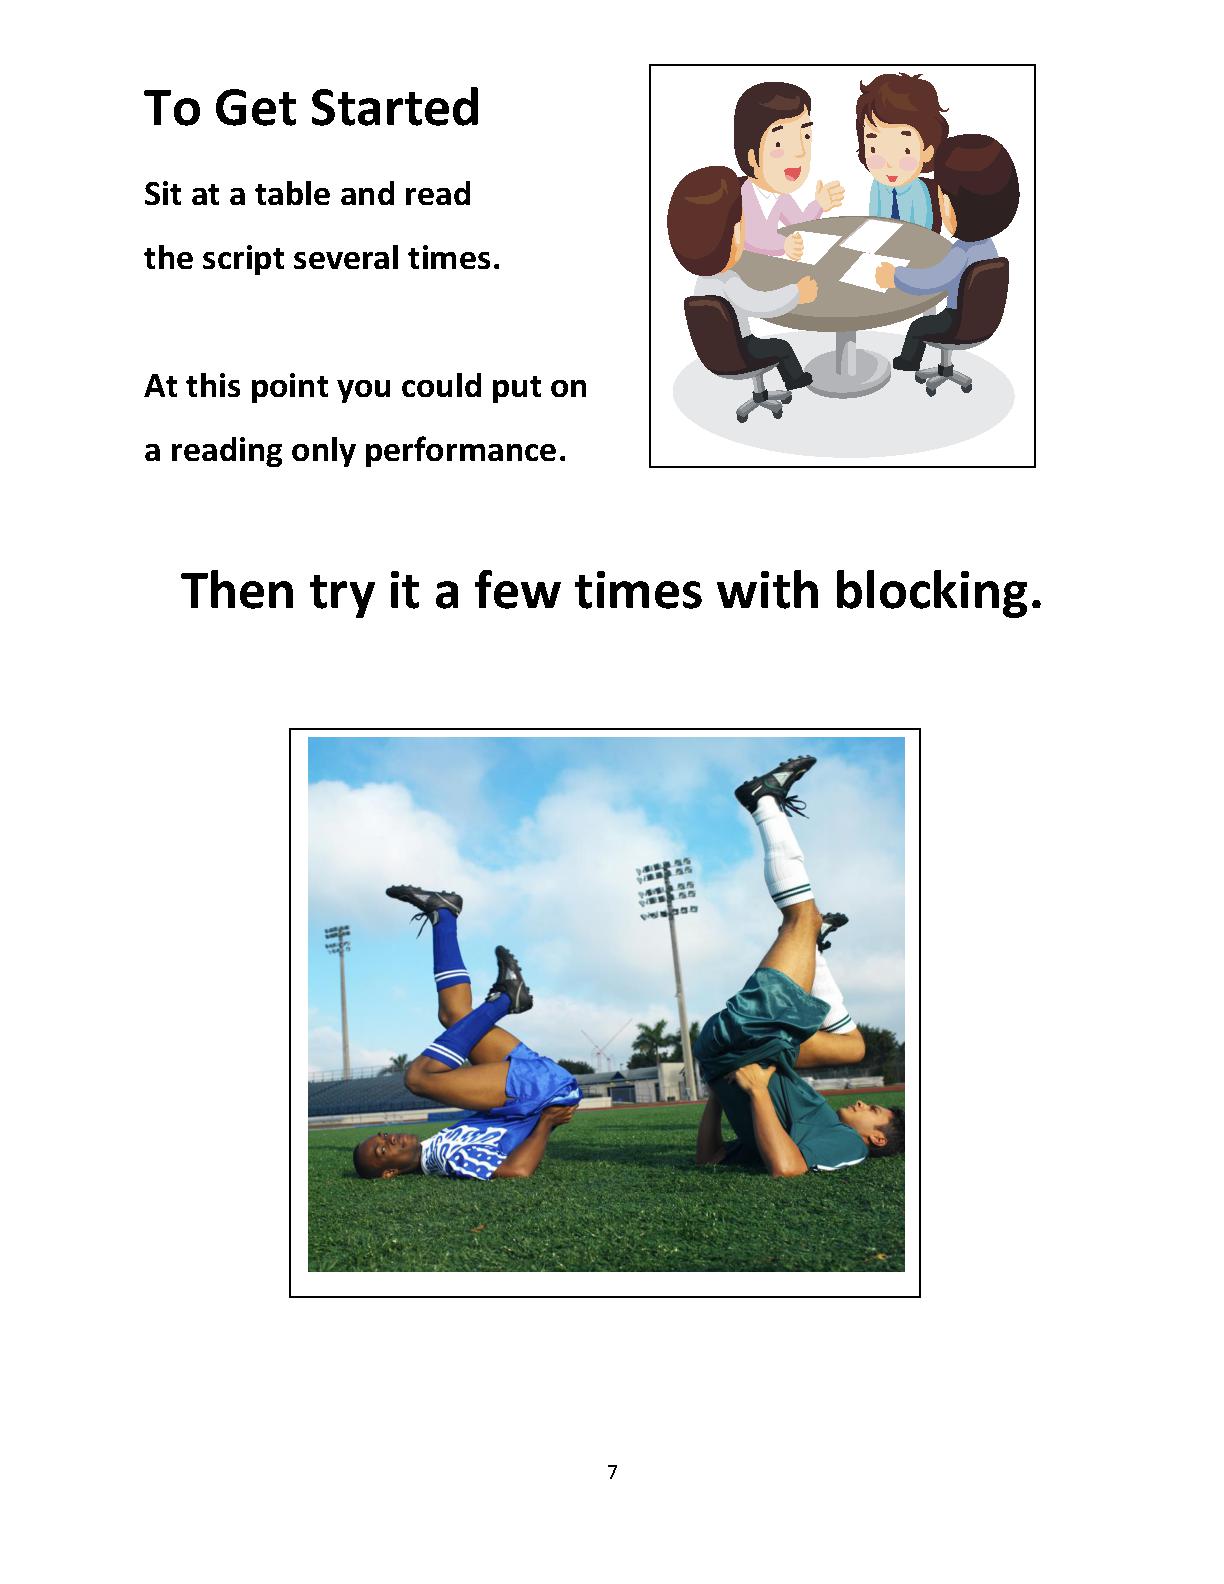 To Get Started
Sit at a table and read
the script several times.
At this point you could put on
a reading only performance.
Then try it a few times with blocking.
7